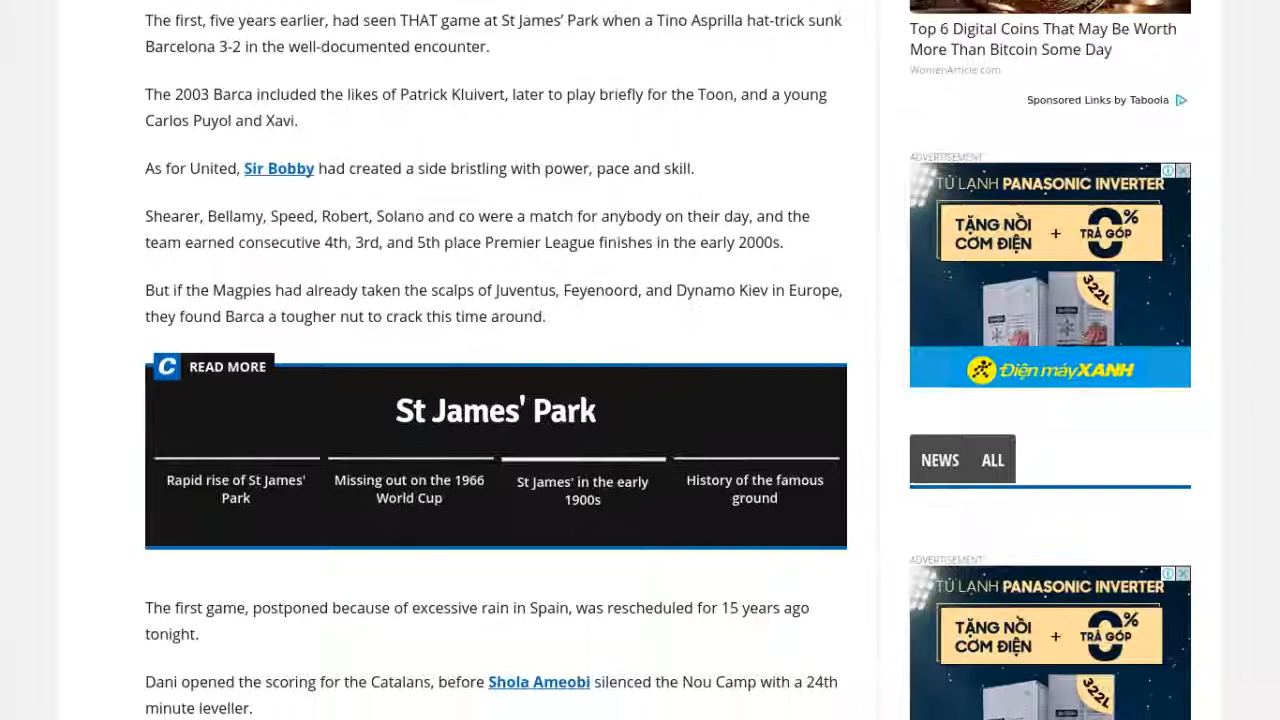 The first, five years earlier, had seen THAT game at St James’ Park when a Tino Asprilla hat-trick sunk
Barcelona 3-2 in the well-documented encounter.
The 2003 Barca included the likes of Patrick Kluivert, later to play briefly for the Toon, and a young
Carlos Puyol and Xavi.
As for United, Sir Bobby had created a side bristling with power, pace and skill.
Shearer, Bellamy, Speed, Robert, Solano and co were a match for anybody on their day, and the
team earned consecutive 4th, 3rd, and 5th place Premier League finishes in the early 2000s.
But if the Magpies had already taken the scalps of Juventus, Feyenoord, and Dynamo Kiev in Europe,
they found Barca a tougher nut to crack this time around.
C READ MORE
St James' Park
Rapid rise of St James'
Park
Missing out on the 1966
World Cup
St James' in the early
1900s
History of the famous
ground
The first game, postponed because of excessive rain in Spain, was rescheduled for 15 years ago
tonight.
Dani opened the scoring for the Catalans, before Shola Ameobi silenced the Nou Camp with a 24th
minute leveller.
Top 6 Digital Coins That May Be Worth
More Than Bitcoin Some Day
WomenArticle.com
Sponsored Links by Taboola
ADVERTISEMENT
TỦ LẠNH PANASONIC INVERTER
TẶNG NỒI
CƠM ĐIỆN
+
0%
TRẢ GÓP
322L
Điện máy XANH
NEWS ALL
ADVERTISEMENT
TỦ LẠNH PANASONIC INVERTER
TẶNG NỒI
CƠM ĐIỆN
+
0%
TRẢ GÓP
322L